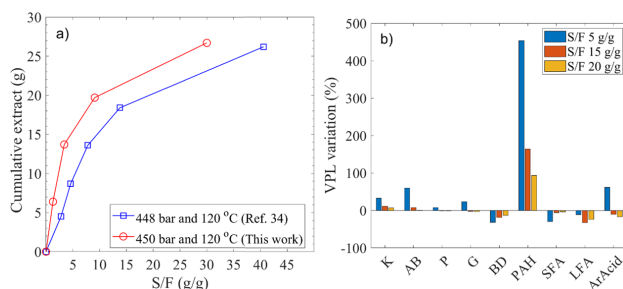 a)
30
25
20
15
10
5
0
Cumulative extract (g)
448 bar and 120 °C (Ref. 34)
450 bar and 120 °C (This work)
5 10 15 20 25 30 35 40 45
S/F (g/g)
b)
500
400
300
200
100
0
-100
VPL variation (%)
S/F 5 g/g
S/F 15 g/g
S/F 20 g/g
K AB P G BD PAH SFA LFA ArAcid